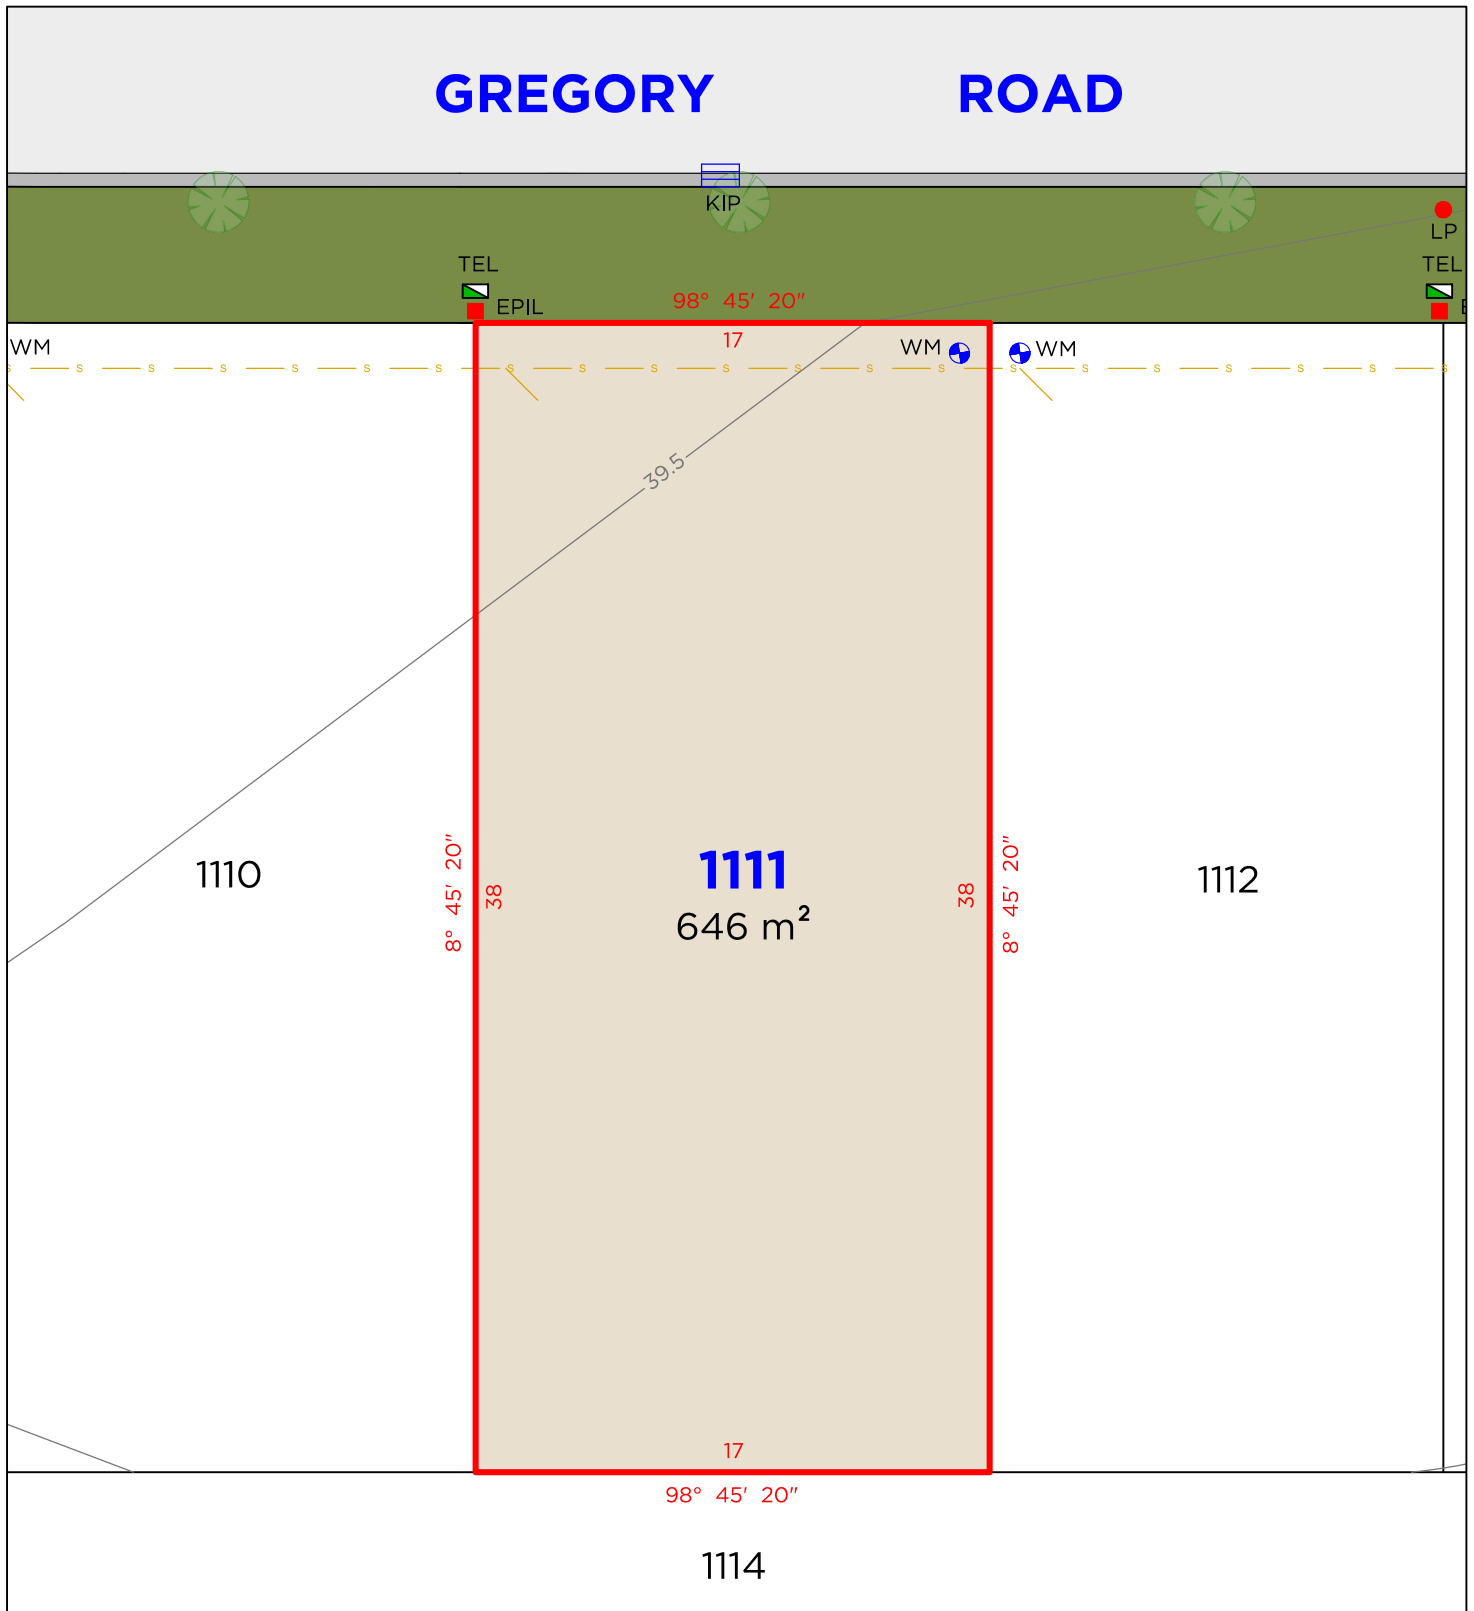 GREGORY ROAD
KIP
LP
TEL
TEL
98° 45' 20"
EPIL
17
WM
WM
WM
S S S S S S S S S S S S S S S S S S S S S
39.5
8° 45' 20"
38
38
8° 45' 20"
1110
1111
1112
646 m²
17
98° 45' 20"
1114